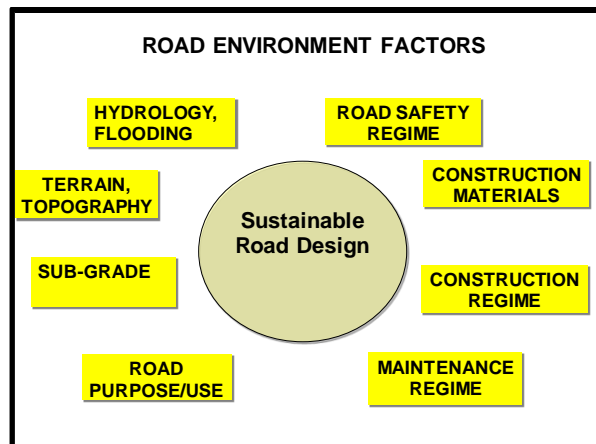 ROAD ENVIRONMENT FACTORS
HYDROLOGY,
FLOODING
ROAD SAFETY
REGIME
TERRAIN,
TOPOGRAPHY
CONSTRUCTION
MATERIALS
Sustainable
Road Design
SUB-GRADE
CONSTRUCTION
REGIME
ROAD
PURPOSE/USE
MAINTENANCE
REGIME